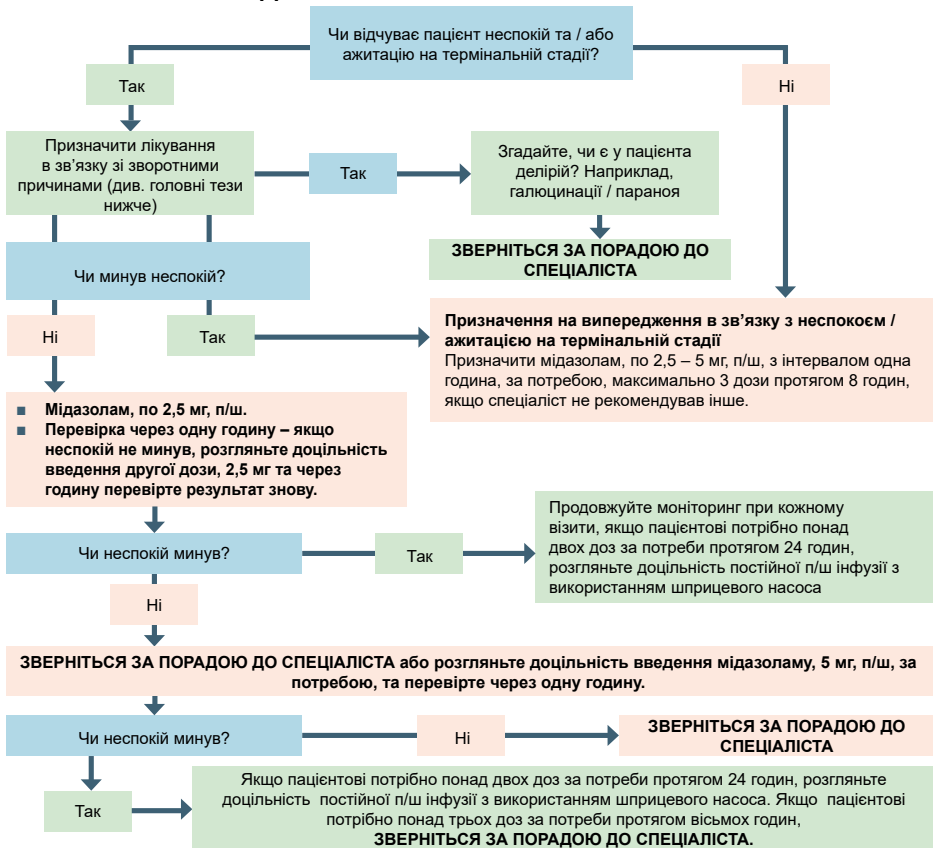 Чи відчуває пацієнт неспокій та / або
ажитацію на термінальній стадії?
Так
Ні
Призначити лікування
в зв’язку зі зворотними
причинами (див. головні тези
нижче)
Так
Згадайте, чи є у пацієнта
делірій? Наприклад,
галюцинації / параноя
ЗВЕРНІТЬСЯ ЗА ПОРАДОЮ ДО
СПЕЦІАЛІСТА
Чи минув неспокій?
Ні
Так
Призначення на випередження в зв’язку з неспокоєм /
ажитацією на термінальній стадії
Призначити мідазолам, по 2,5 – 5 мг, п/ш, з інтервалом одна
година, за потребою, максимально 3 дози протягом 8 годин,
якщо спеціаліст не рекомендував інше.
■ Мідазолам, по 2,5 мг, п/ш.
■ Перевірка через одну годину – якщо
неспокій не минув, розгляньте доцільність
введення другої дози, 2,5 мг та через
годину перевірте результат знову.
Чи неспокій минув?
Так
Продовжуйте моніторинг при кожному
візити, якщо пацієнтові потрібно понад
двох доз за потреби протягом 24 годин,
розгляньте доцільність постійної п/ш інфузії з
використанням шприцевого насоса
Ні
ЗВЕРНІТЬСЯ ЗА ПОРАДОЮ ДО СПЕЦІАЛІСТА або розгляньте доцільність введення мідазоламу, 5 мг, п/ш, за
потребою, та перевірте через одну годину.
Чи неспокій минув?
Ні
ЗВЕРНІТЬСЯ ЗА ПОРАДОЮ ДО
СПЕЦІАЛІСТА
Так
Якщо пацієнтові потрібно понад двох доз за потреби протягом 24 годин, розгляньте
доцільність постійної п/ш інфузії з використанням шприцевого насоса. Якщо пацієнтові
потрібно понад трьох доз за потреби протягом вісьмох годин,
ЗВЕРНІТЬСЯ ЗА ПОРАДОЮ ДО СПЕЦІАЛІСТА.